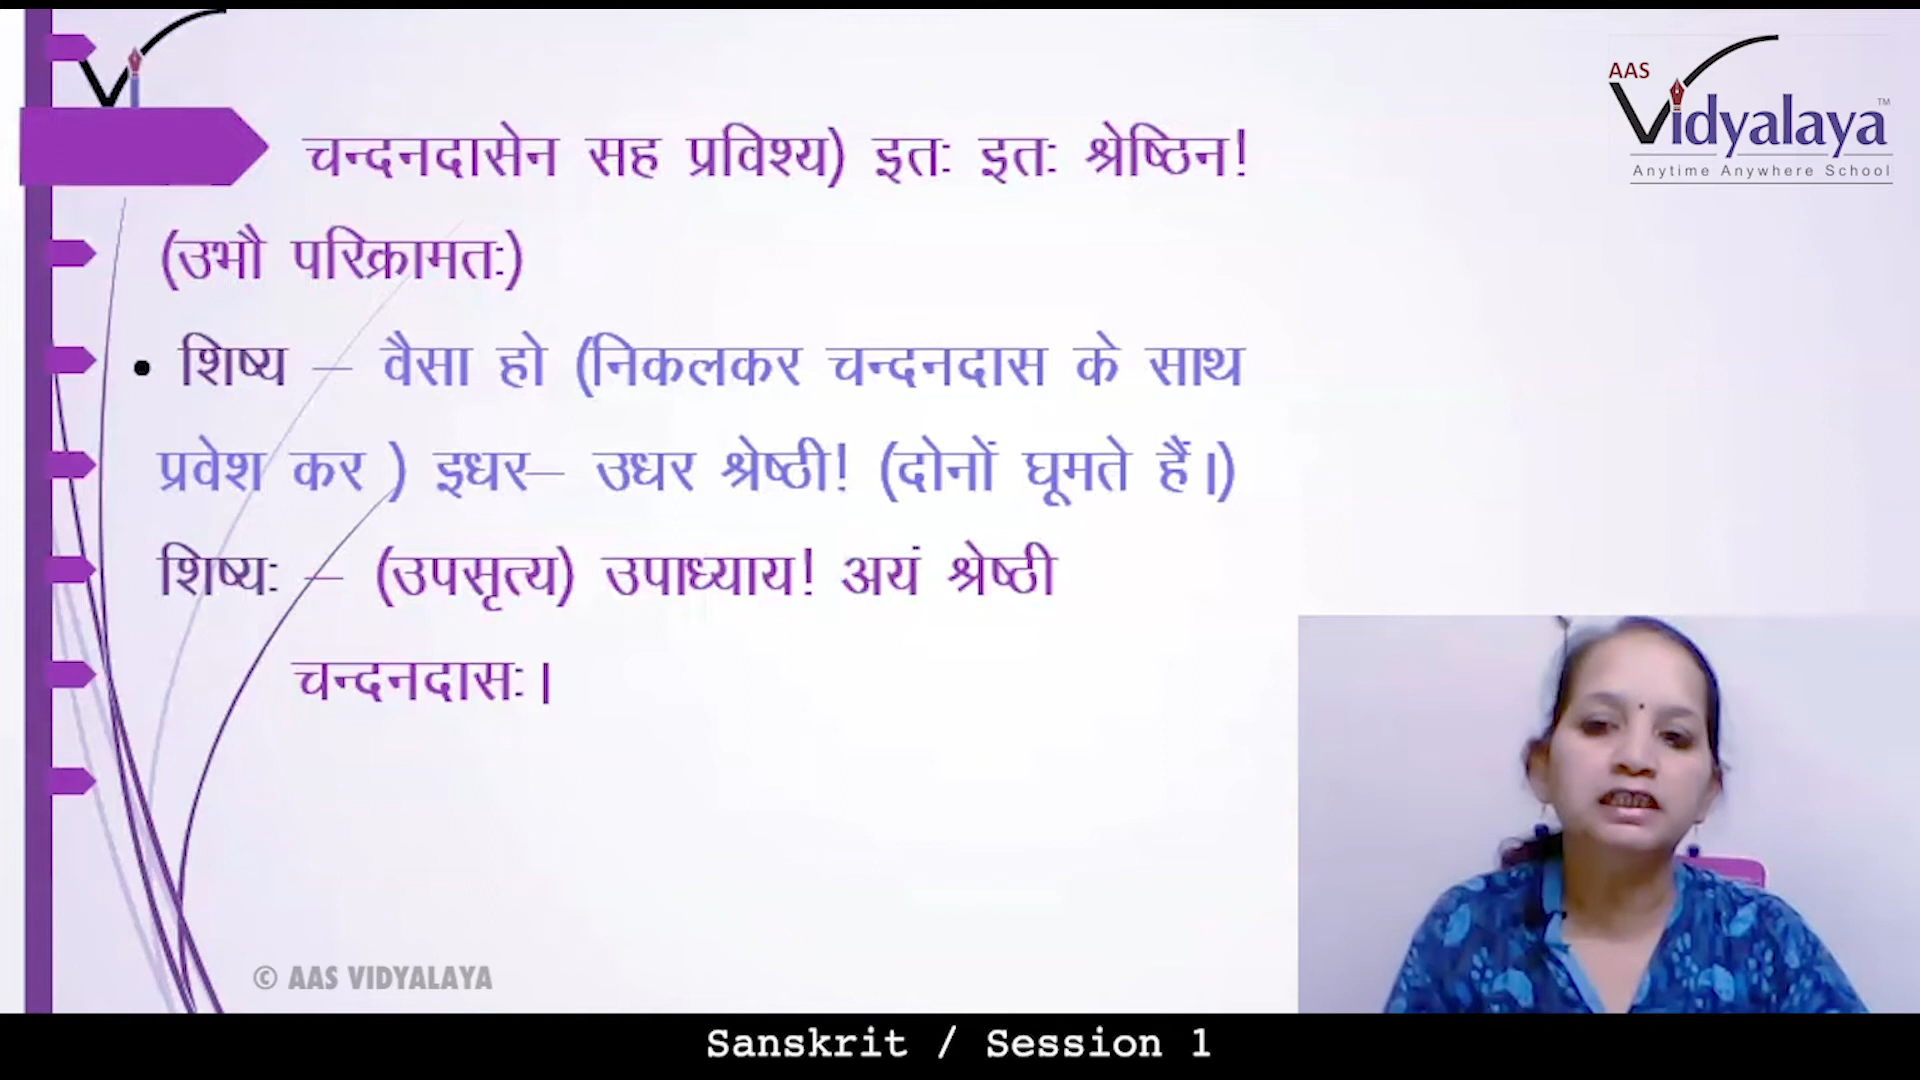 AAS
Vidyalaya™
Anytime Anywhere School
चन्दनदासेन सह प्रविश्य) इतः इतः श्रेष्ठिन!
(उभौ परिक्रामतः)
• शिष्य – वैसा हो (निकलकर चन्दनदास के साथ
प्रवेश कर ) इधर– उधर श्रेष्ठी! (दोनों घूमते हैं।)
शिष्यः – (उपसृत्य) उपाध्याय! अयं श्रेष्ठी
चन्दनदासः।
© AAS VIDYALAYA
Sanskrit / Session 1